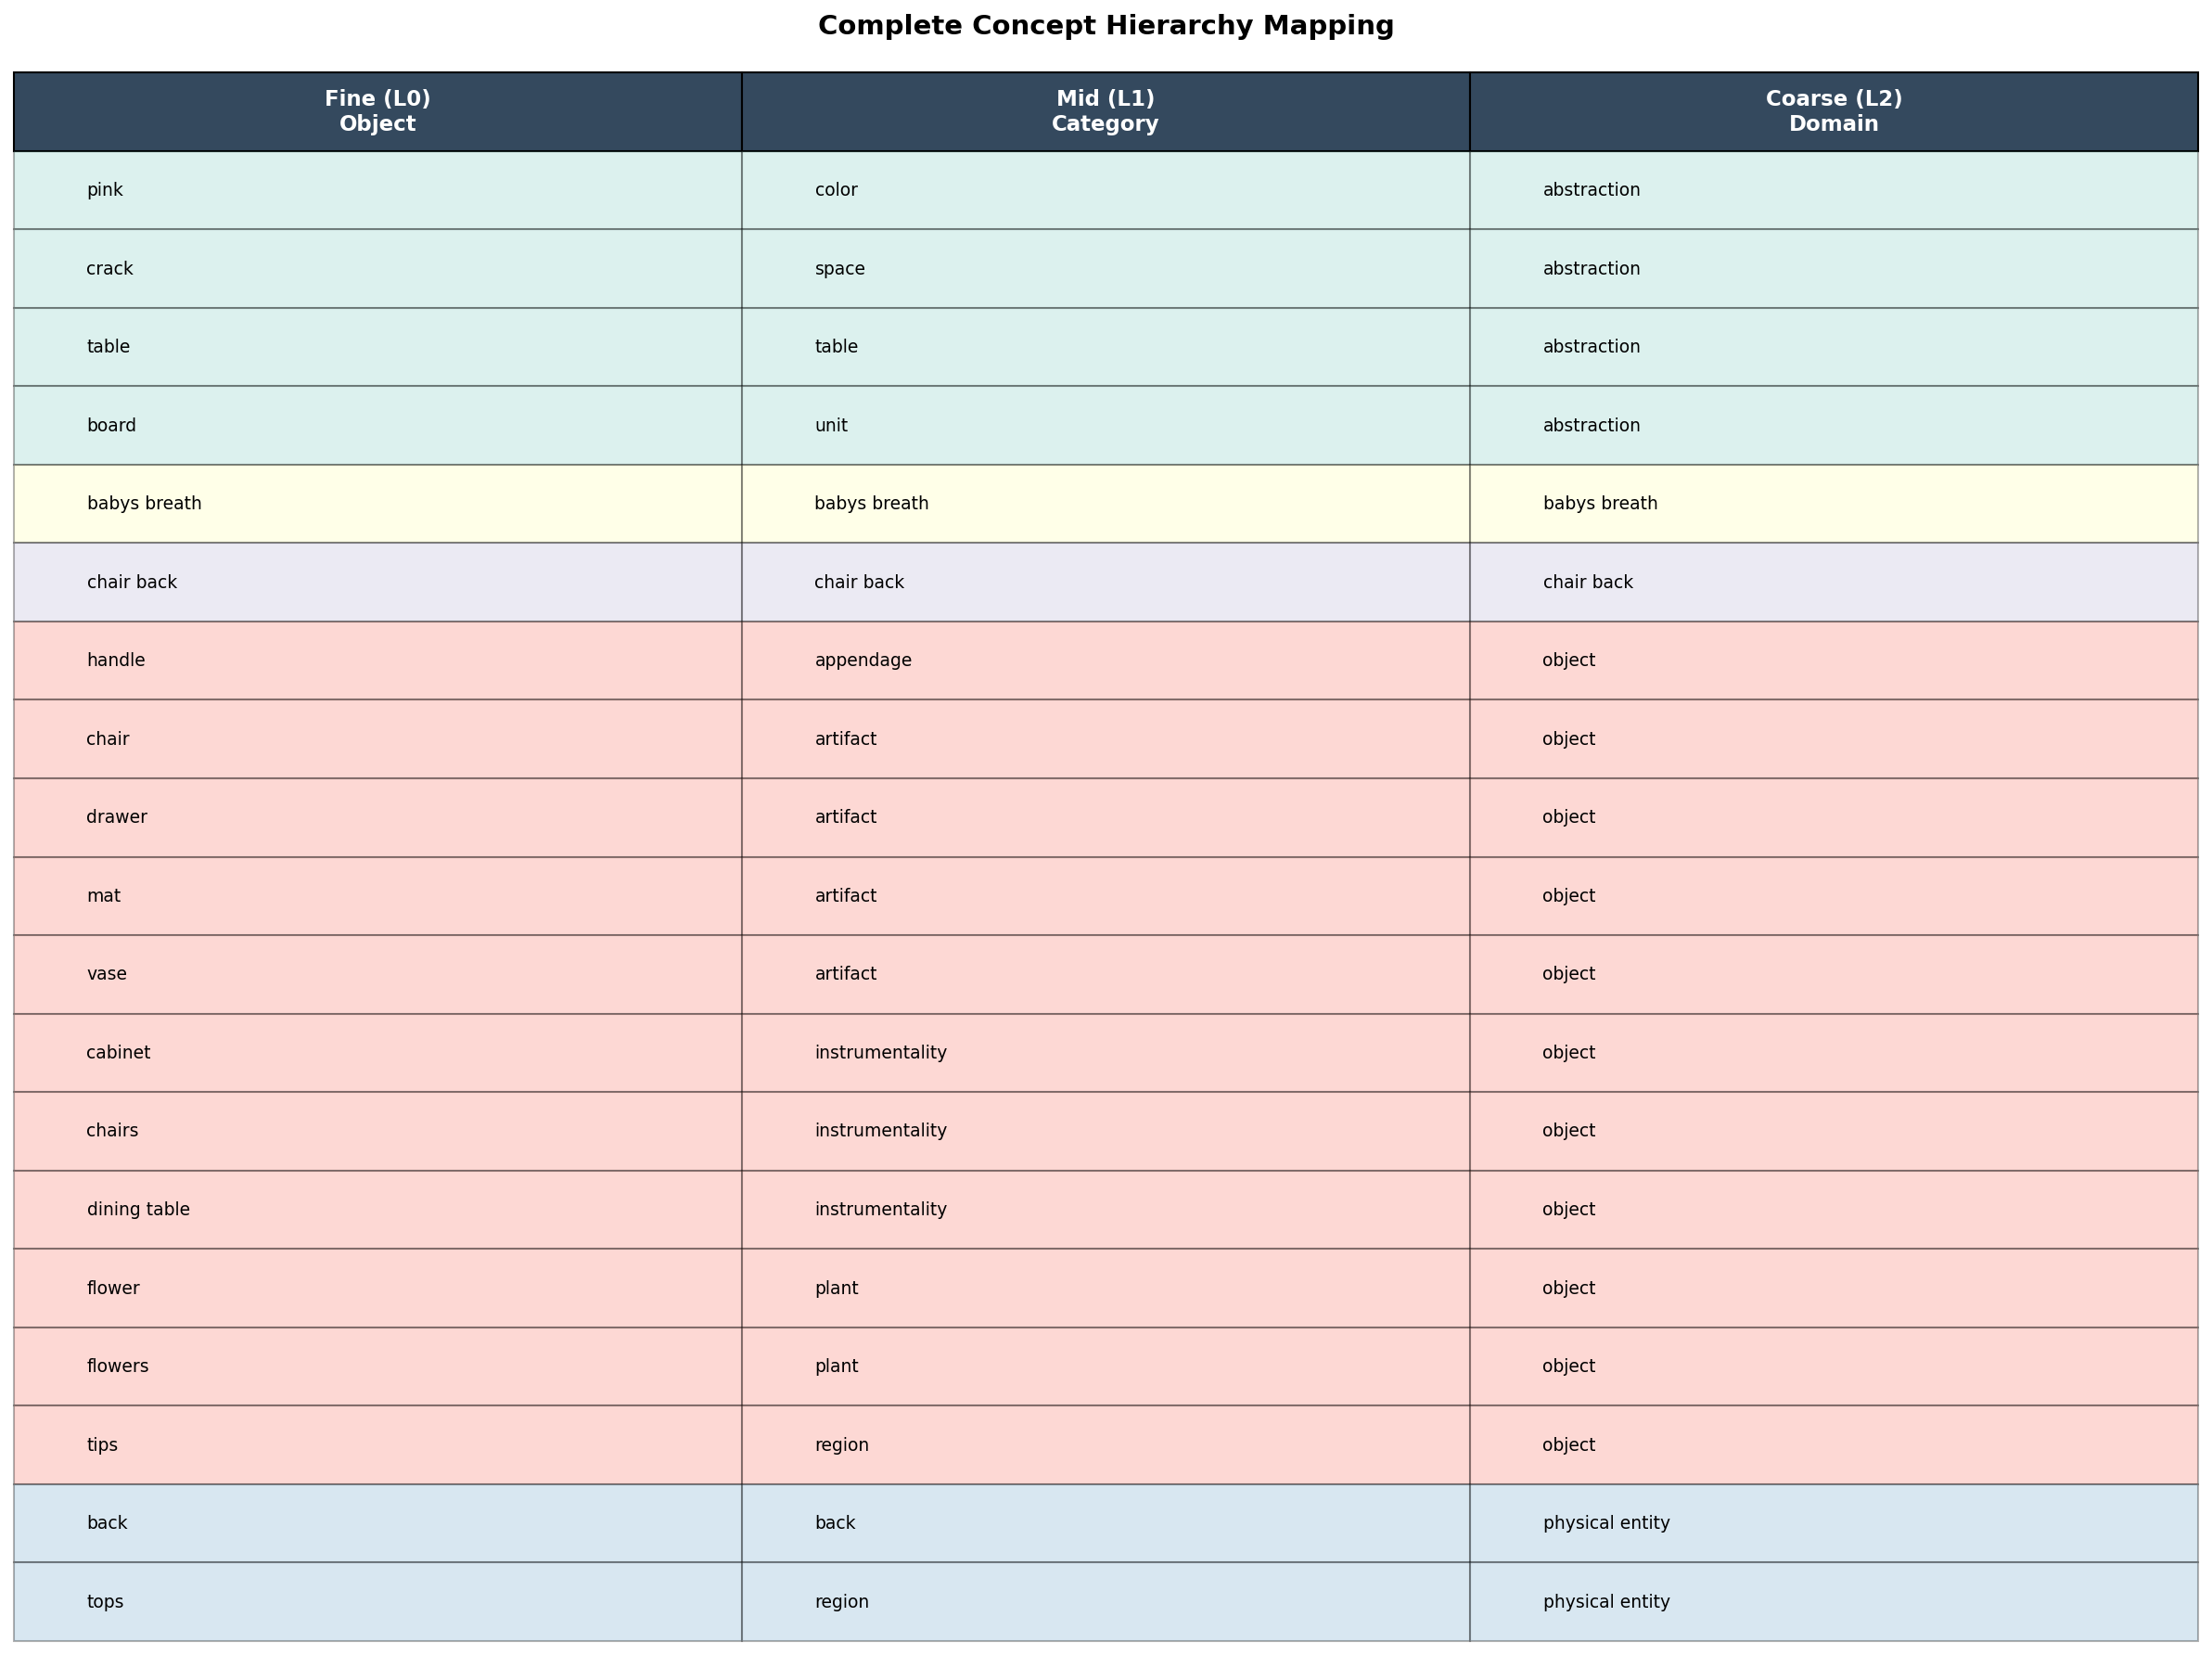 Complete Concept Hierarchy Mapping
Fine (L0) Mid (L1) Coarse (L2)
Object Category Domain
pink color abstraction
crack space abstraction
table table abstraction
board unit abstraction
babys breath babys breath babys breath
chair back chair back chair back
handle appendage object
chair artifact object
drawer artifact object
mat artifact object
vase artifact object
cabinet instrumentality object
chairs instrumentality object
dining table instrumentality object
flower plant object
flowers plant object
tips region object
back back physical entity
tops region physical entity